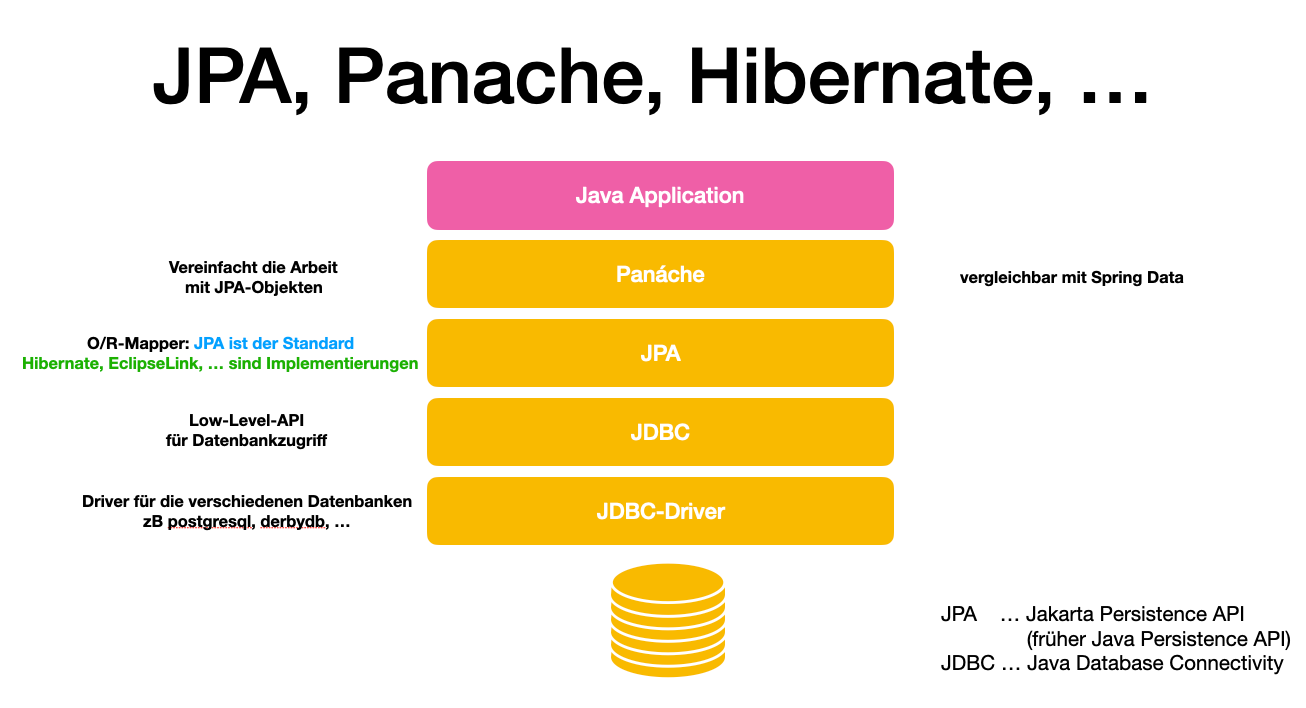 JPA, Panache, Hibernate, …
Java Application
Vereinfacht die Arbeit
mit JPA-Objekten
Panáche
vergleichbar mit Spring Data
O/R-Mapper: JPA ist der Standard
Hibernate, EclipseLink, … sind Implementierungen
JPA
Low-Level-API
für Datenbankzugriff
JDBC
Driver für die verschiedenen Datenbanken
zB postgresql, derbydb, …
JDBC-Driver
JPA … Jakarta Persistence API
(früher Java Persistence API)
JDBC … Java Database Connectivity